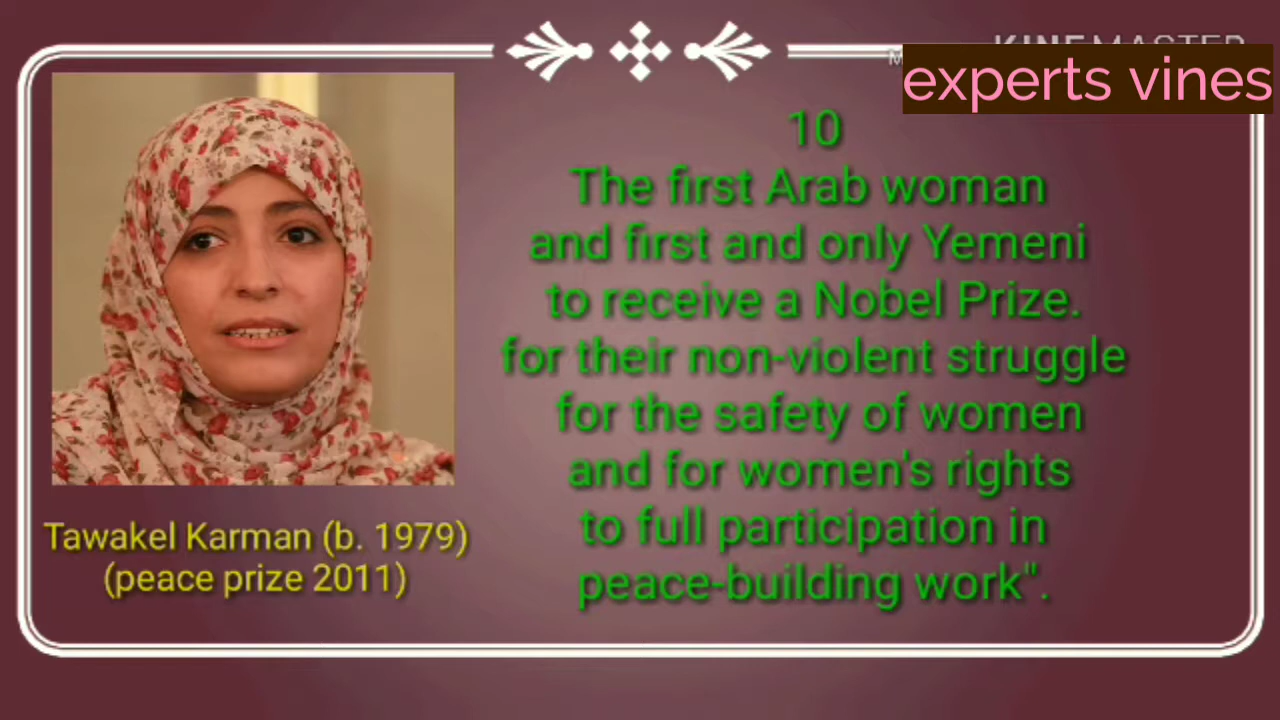 KINEMASTER
experts vines
10
The first Arab woman
and first and only Yemeni
to receive a Nobel Prize.
for their non-violent struggle
for the safety of women
and for women's rights
to full participation in
peace-building work".
Tawakel Karman (b. 1979)
(peace prize 2011)